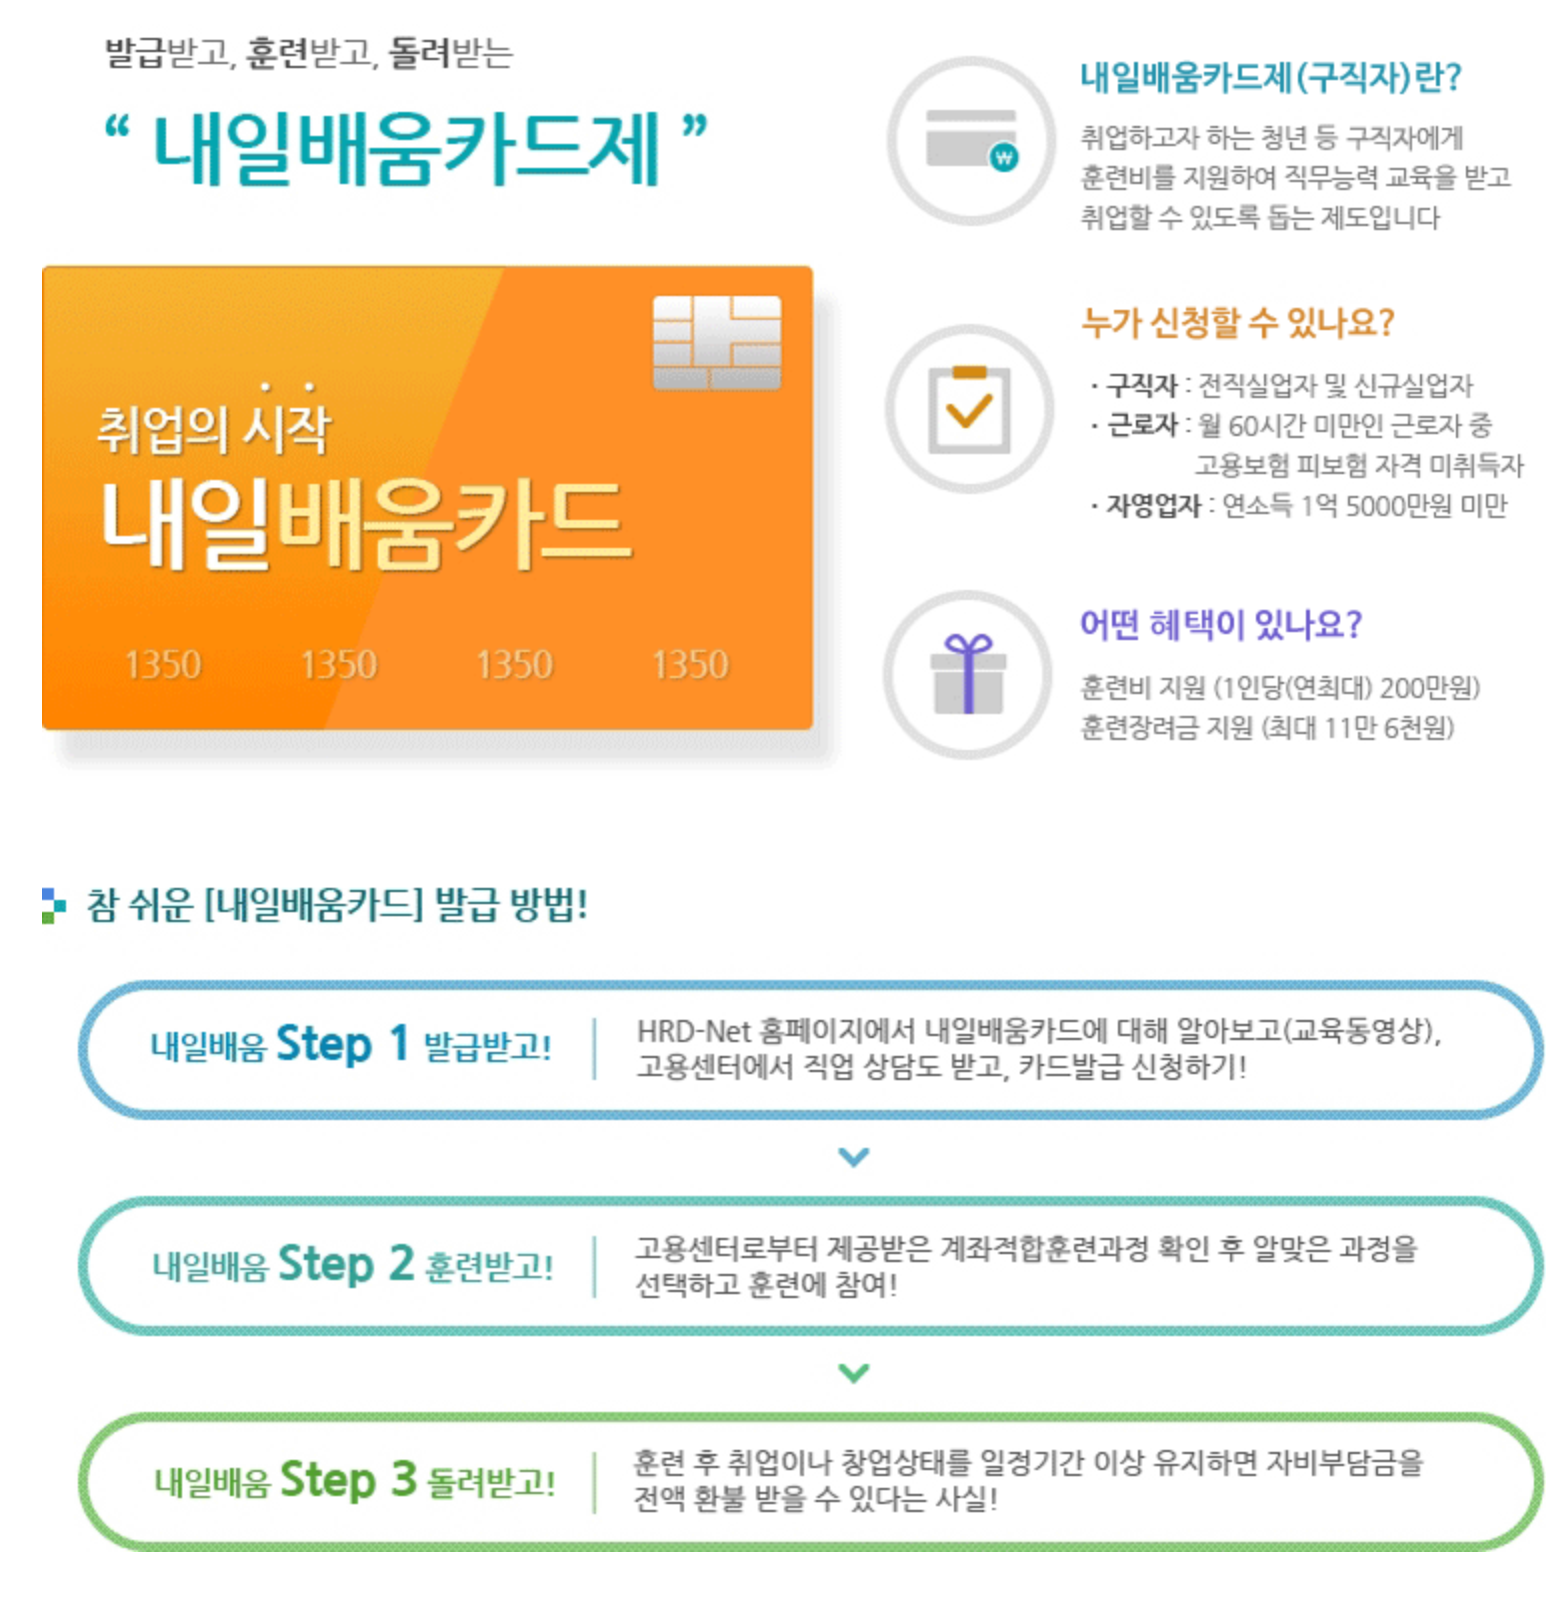 발급받고, 훈련받고, 돌려받는
“ 내일배움카드제 ”
취업의 시작
내일배움카드
1350 1350 1350 1350
내일배움카드제(구직자)란?
취업하고자 하는 청년 등 구직자에게
훈련비를 지원하여 직무능력 교육을 받고
취업할 수 있도록 돕는 제도입니다
누가 신청할 수 있나요?
· 구직자 : 전직실업자 및 신규실업자
· 근로자 : 월 60시간 미만인 근로자 중
고용보험 피보험 자격 미취득자
· 자영업자 : 연소득 1억 5000만원 미만
어떤 혜택이 있나요?
훈련비 지원 (1인당(연최대) 200만원)
훈련장려금 지원 (최대 11만 6천원)
참 쉬운 [내일배움카드] 발급 방법!
내일배움 Step 1 발급받고!
HRD-Net 홈페이지에서 내일배움카드에 대해 알아보고(교육동영상),
고용센터에서 직업 상담도 받고, 카드발급 신청하기!
내일배움 Step 2 훈련받고!
고용센터로부터 제공받은 계좌적합훈련과정 확인 후 알맞은 과정을
선택하고 훈련에 참여!
내일배움 Step 3 돌려받고!
훈련 후 취업이나 창업상태를 일정기간 이상 유지하면 자비부담금을
전액 환불 받을 수 있다는 사실!